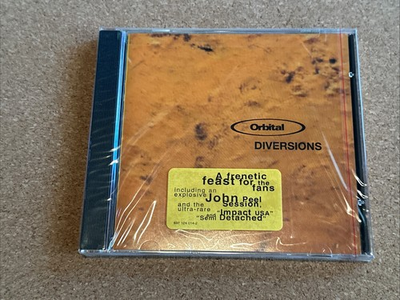 Orbital
DIVERSIONS
A frenetic
feast for the
fans
including an
explosive
John Peel
and the Session,
ultra-rare "Impact USA"
and
"Semi Detached"